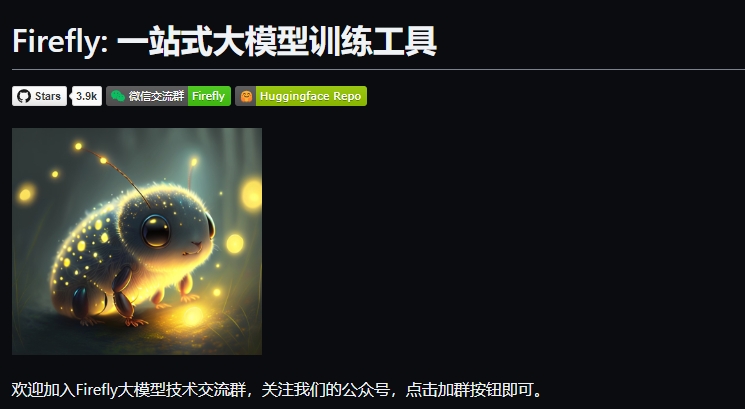 Firefly: 一站式大模型训练工具
Stars 3.9k 微信交流群 Firefly Huggingface Repo
欢迎加入Firefly大模型技术交流群，关注我们的公众号，点击加群按钮即可。